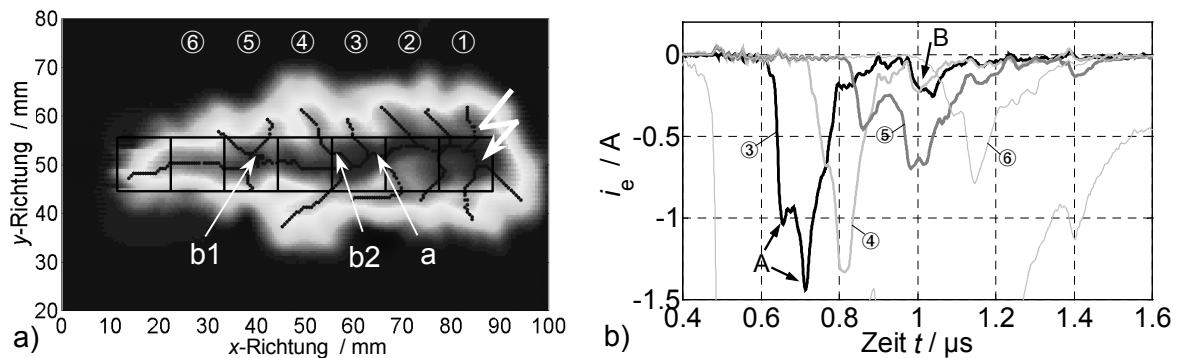 80
70
60
50
40
30
20
y-Richtung / mm
⑥ ⑤ ④ ③ ② ①
b1
b2
a
0 10 20 30 40 50 60 70 80 90 100
x-Richtung / mm
a)
0
-0.5
-1
-1.5
i_e / A
B
③
⑤
⑥
④
A
0.4 0.6 0.8 1.0 1.2 1.4 1.6
Zeit t / µs
b)